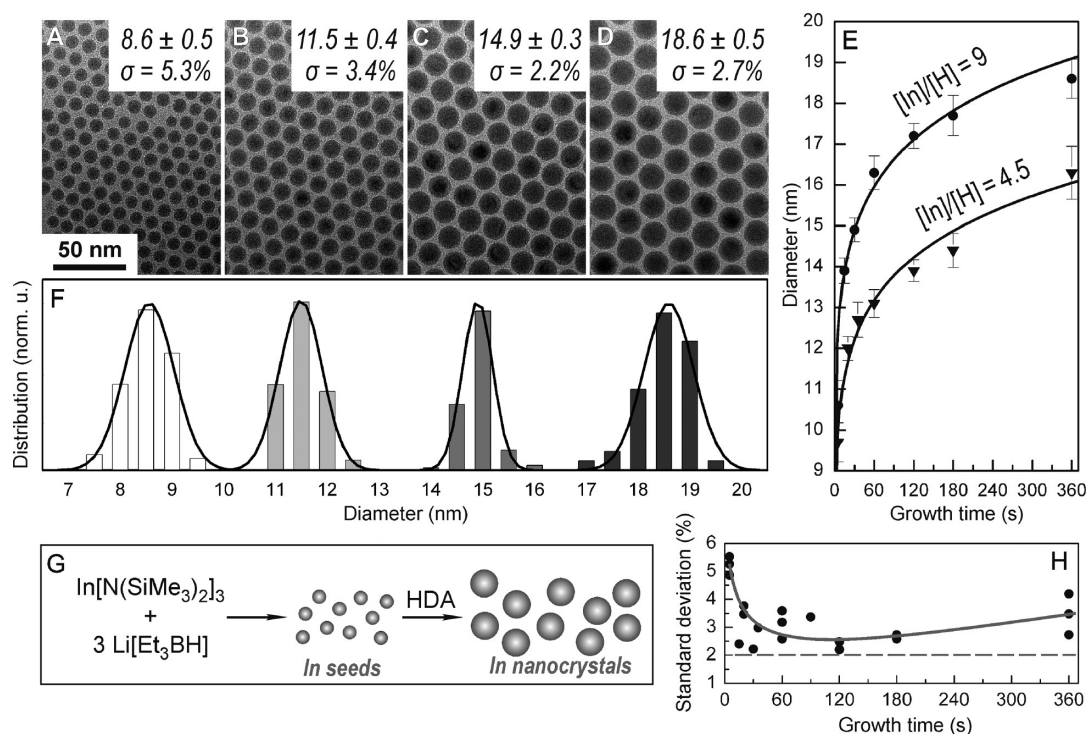 A
8.6 ± 0.5
σ = 5.3%
B
11.5 ± 0.4
σ = 3.4%
C
14.9 ± 0.3
σ = 2.2%
D
18.6 ± 0.5
σ = 2.7%
50 nm
E
[In]/[H] = 9
[In]/[H] = 4.5
Diameter (nm)
20
19
18
17
16
15
14
13
12
11
10
9
0 60 120 180 240 300 360
Growth time (s)
F
Distribution (norm. u.)
7 8 9 10 11 12 13 14 15 16 17 18 19 20
Diameter (nm)
G
In[N(SiMe₃)₂]₃
+
3 Li[Et₃BH]
In seeds
HDA
In nanocrystals
H
Standard deviation (%)
6
5
4
3
2
1
0 60 120 180 240 300 360
Growth time (s)